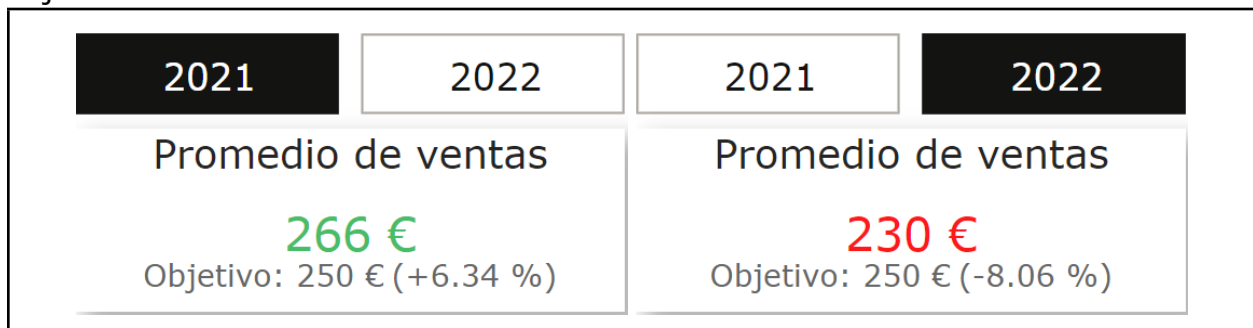 2021
2022
Promedio de ventas
266 €
Objetivo: 250 € (+6.34 %)
2021
2022
Promedio de ventas
230 €
Objetivo: 250 € (-8.06 %)